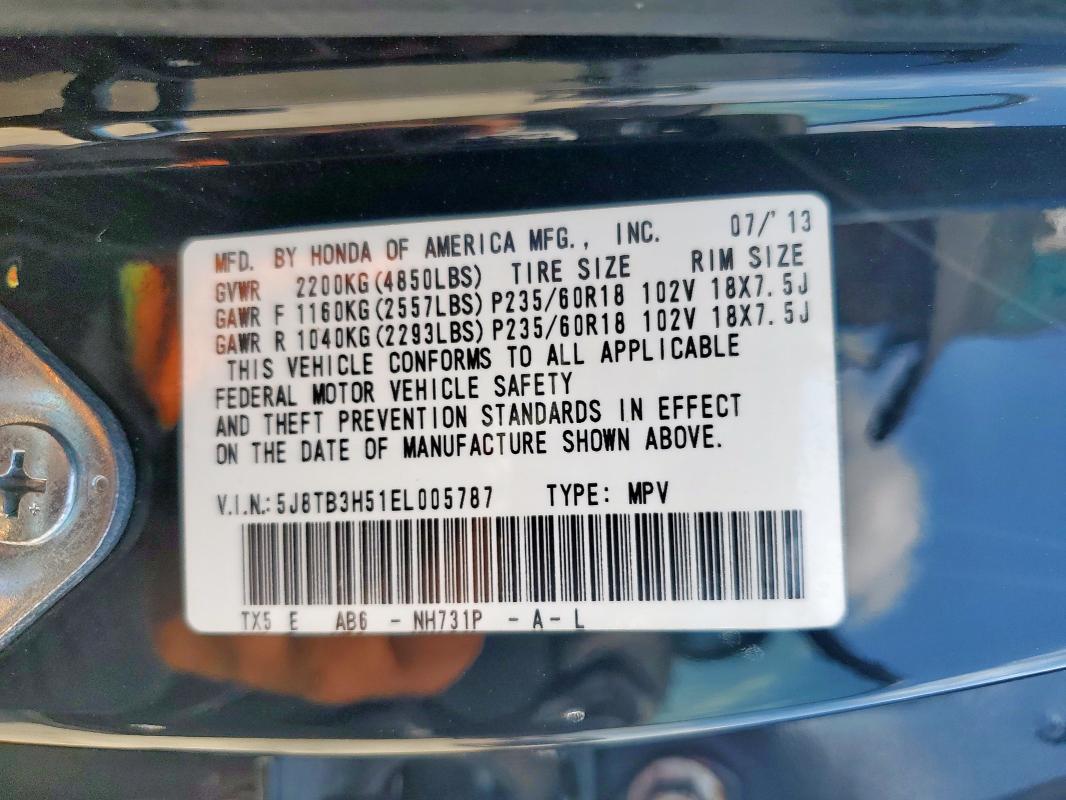 MFD. BY HONDA OF AMERICA MFG., INC. 07/'13
GVWR 2200KG(4850LBS) TIRE SIZE RIM SIZE
GAWR F 1160KG(2557LBS) P235/60R18 102V 18X7.5J
GAWR R 1040KG(2293LBS) P235/60R18 102V 18X7.5J
THIS VEHICLE CONFORMS TO ALL APPLICABLE
FEDERAL MOTOR VEHICLE SAFETY
AND THEFT PREVENTION STANDARDS IN EFFECT
ON THE DATE OF MANUFACTURE SHOWN ABOVE.
V.I.N.: 5J8TB3H51EL005787 TYPE: MPV
TX5 E AB6 - NH731P - A - L